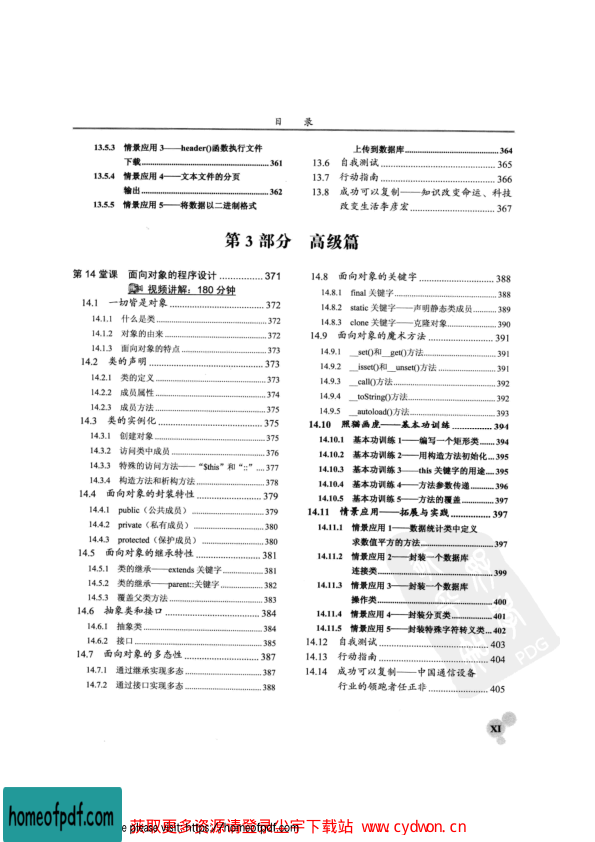 目 录
13.5.3 情景应用 3——header()函数执行文件
下载 361
13.5.4 情景应用 4——文本文件的分页
输出 362
13.5.5 情景应用 5——将数据以二进制格式
上传到数据库 364
13.6 自我测试 365
13.7 行动指南 366
13.8 成功可以复制——知识改变命运、科技
改变生活李彦宏 367
第 3 部分 高级篇
第 14 堂课 面向对象的程序设计 371
视频讲解：180 分钟
14.1 一切皆是对象 372
14.1.1 什么是类 372
14.1.2 对象的由来 372
14.1.3 面向对象的特点 373
14.2 类的声明 373
14.2.1 类的定义 373
14.2.2 成员属性 374
14.2.3 成员方法 375
14.3 类的实例化 375
14.3.1 创建对象 375
14.3.2 访问类中成员 376
14.3.3 特殊的访问方法——“$this”和“::” 377
14.3.4 构造方法和析构方法 378
14.4 面向对象的封装特性 379
14.4.1 public（公共成员） 379
14.4.2 private（私有成员） 380
14.4.3 protected（保护成员） 380
14.5 面向对象的继承特性 381
14.5.1 类的继承——extends 关键字 381
14.5.2 类的继承——parent::关键字 382
14.5.3 覆盖父类方法 383
14.6 抽象类和接口 384
14.6.1 抽象类 384
14.6.2 接口 385
14.7 面向对象的多态性 387
14.7.1 通过继承实现多态 387
14.7.2 通过接口实现多态 388
14.8 面向对象的关键字 388
14.8.1 final 关键字 388
14.8.2 static 关键字——声明静态类成员 389
14.8.3 clone 关键字——克隆对象 390
14.9 面向对象的魔术方法 391
14.9.1 __set()和__get()方法 391
14.9.2 __isset()和__unset()方法 391
14.9.3 __call()方法 392
14.9.4 __toString()方法 392
14.9.5 __autoload()方法 393
14.10 照猫画虎——基本功训练 394
14.10.1 基本功训练 1——编写一个矩形类 394
14.10.2 基本功训练 2——用构造方法初始化 395
14.10.3 基本功训练 3——this 关键字的用途 395
14.10.4 基本功训练 4——方法参数传递 396
14.10.5 基本功训练 5——方法的覆盖 397
14.11 情景应用——拓展与实践 397
14.11.1 情景应用 1——数据统计类中定义
求数值平方的方法 397
14.11.2 情景应用 2——封装一个数据库
连接类 399
14.11.3 情景应用 3——封装一个数据库
操作类 400
14.11.4 情景应用 4——封装分页类 401
14.11.5 情景应用 5——封装特殊字符转义类 402
14.12 自我测试 403
14.13 行动指南 404
14.14 成功可以复制——中国通信设备
行业的领跑者任正非 405
PDG
XI
homeofpdf.com
please visit: https://homeofpdf.com
获取更多资源请登录公宇下载站 www.cydwon.cn